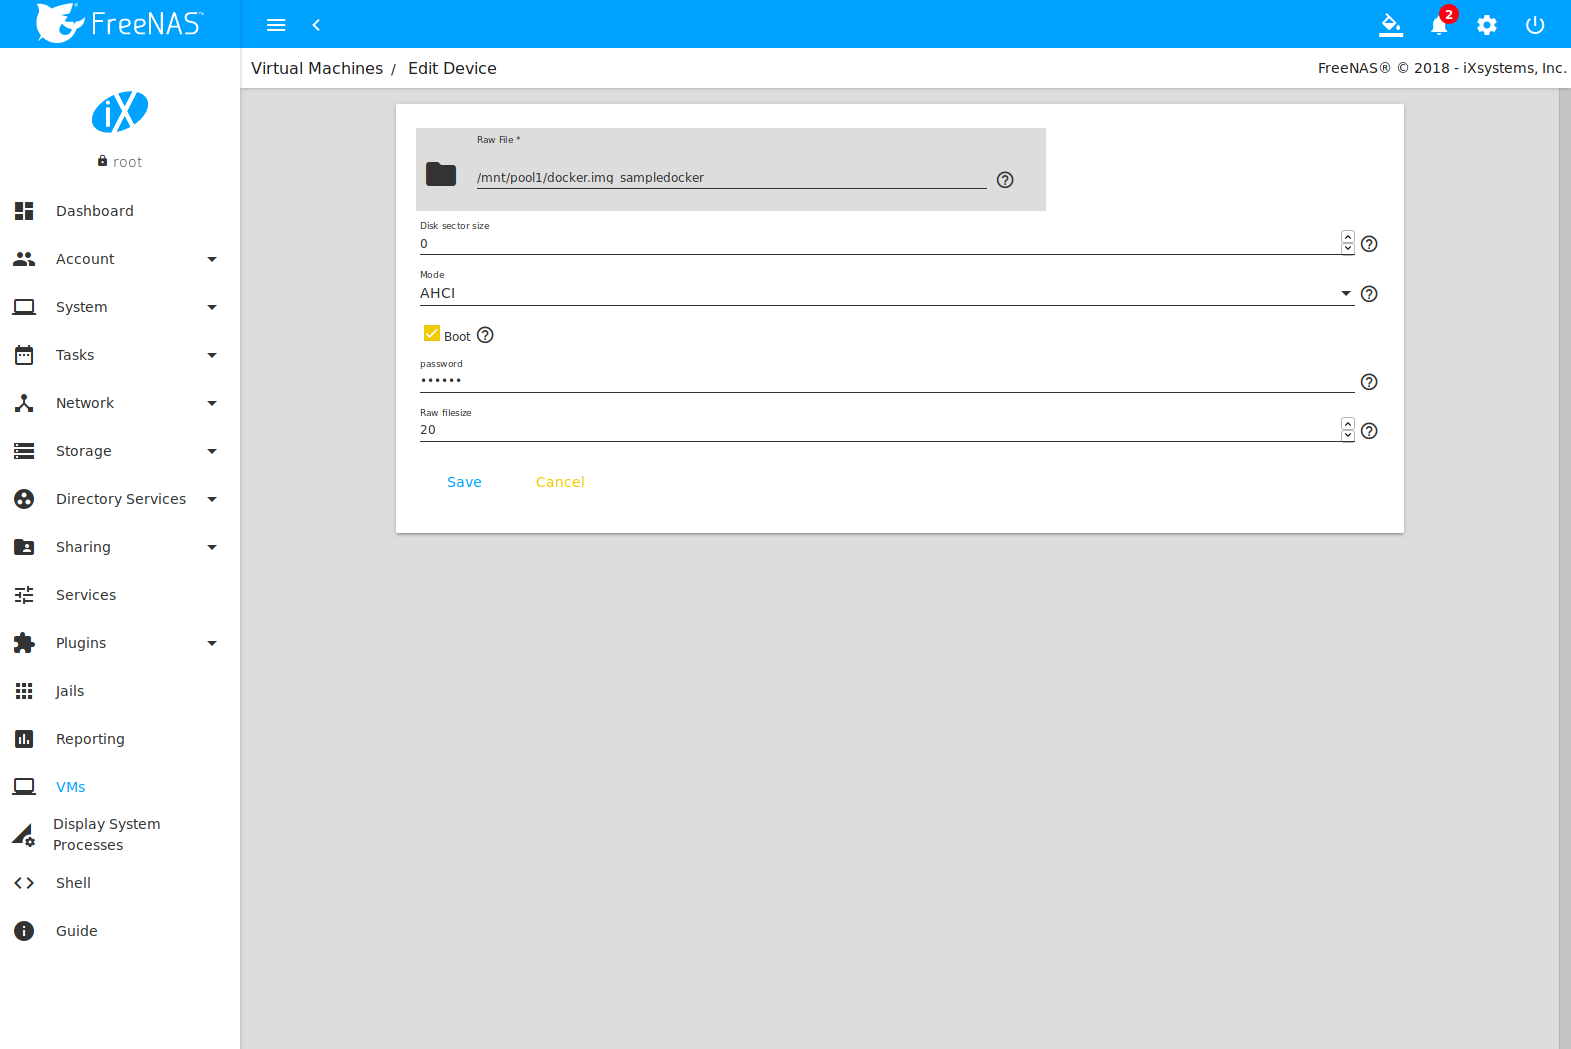 FreeNAS™
2
Virtual Machines / Edit Device
FreeNAS® © 2018 - iXsystems, Inc.
iX
root
Dashboard
Account
System
Tasks
Network
Storage
Directory Services
Sharing
Services
Plugins
Jails
Reporting
VMs
Display System
Processes
Shell
Guide
Raw File *
/mnt/pool1/docker.img_sampledocker
Disk sector size
0
Mode
AHCI
Boot
password
••••••
Raw filesize
20
Save
Cancel